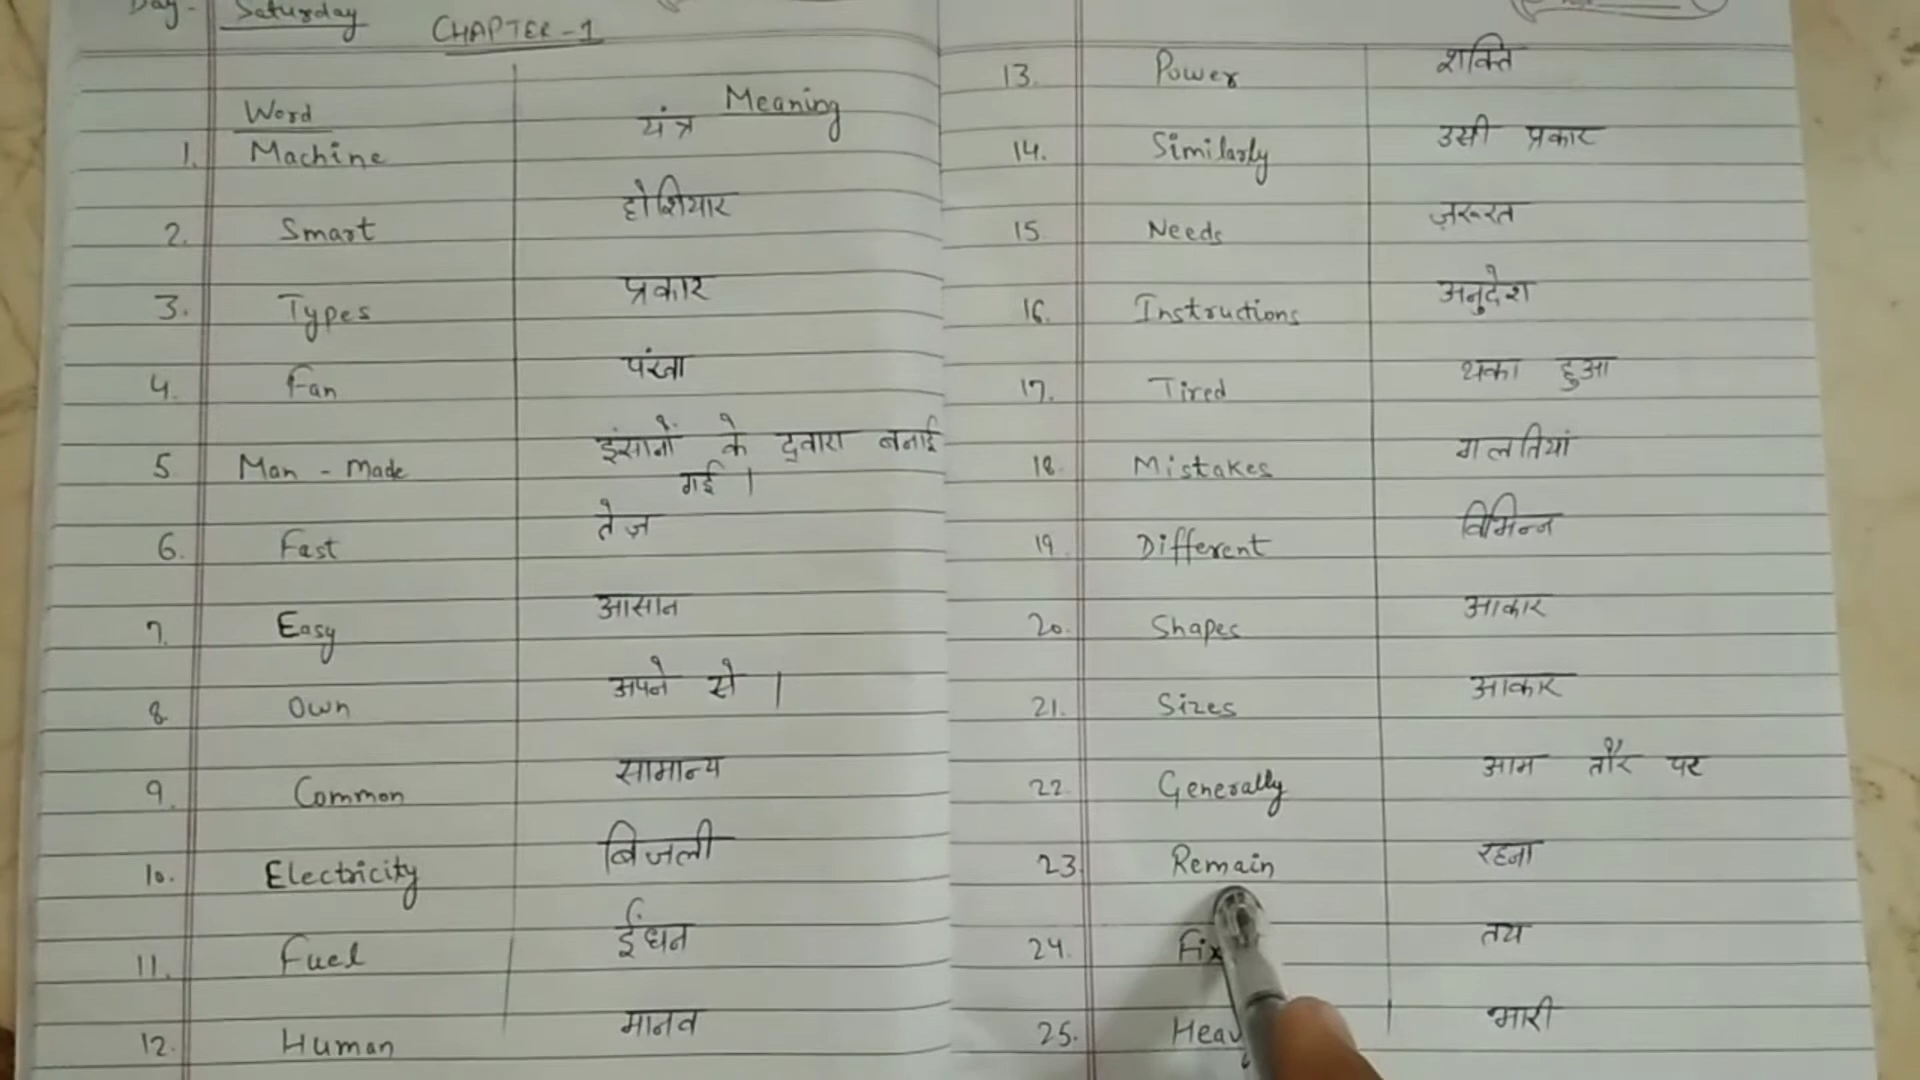 Day - Saturday
CHAPTER - 1
Word Meaning
1. Machine यंत्र
2. Smart होशियार
3. Types प्रकार
4. Fan पंखा
5 Man - Made इंसानों के द्वारा बनाई
गई |
6. Fast तेज़
7. Easy आसान
8. Own अपने से |
9. Common सामान्य
10. Electricity बिजली
11. Fuel ईंधन
12. Human मानव
13. Power शक्ति
14. Similarly उसी प्रकार
15 Needs ज़रूरत
16. Instructions अनुदेश
17. Tired थका हुआ
18. Mistakes गलतियां
19. Different विभिन्न
20. Shapes आकार
21. Sizes आकार
22. Generally आम तौर पर
23. Remain रहना
24. Fix तय
25. Heavy भारी